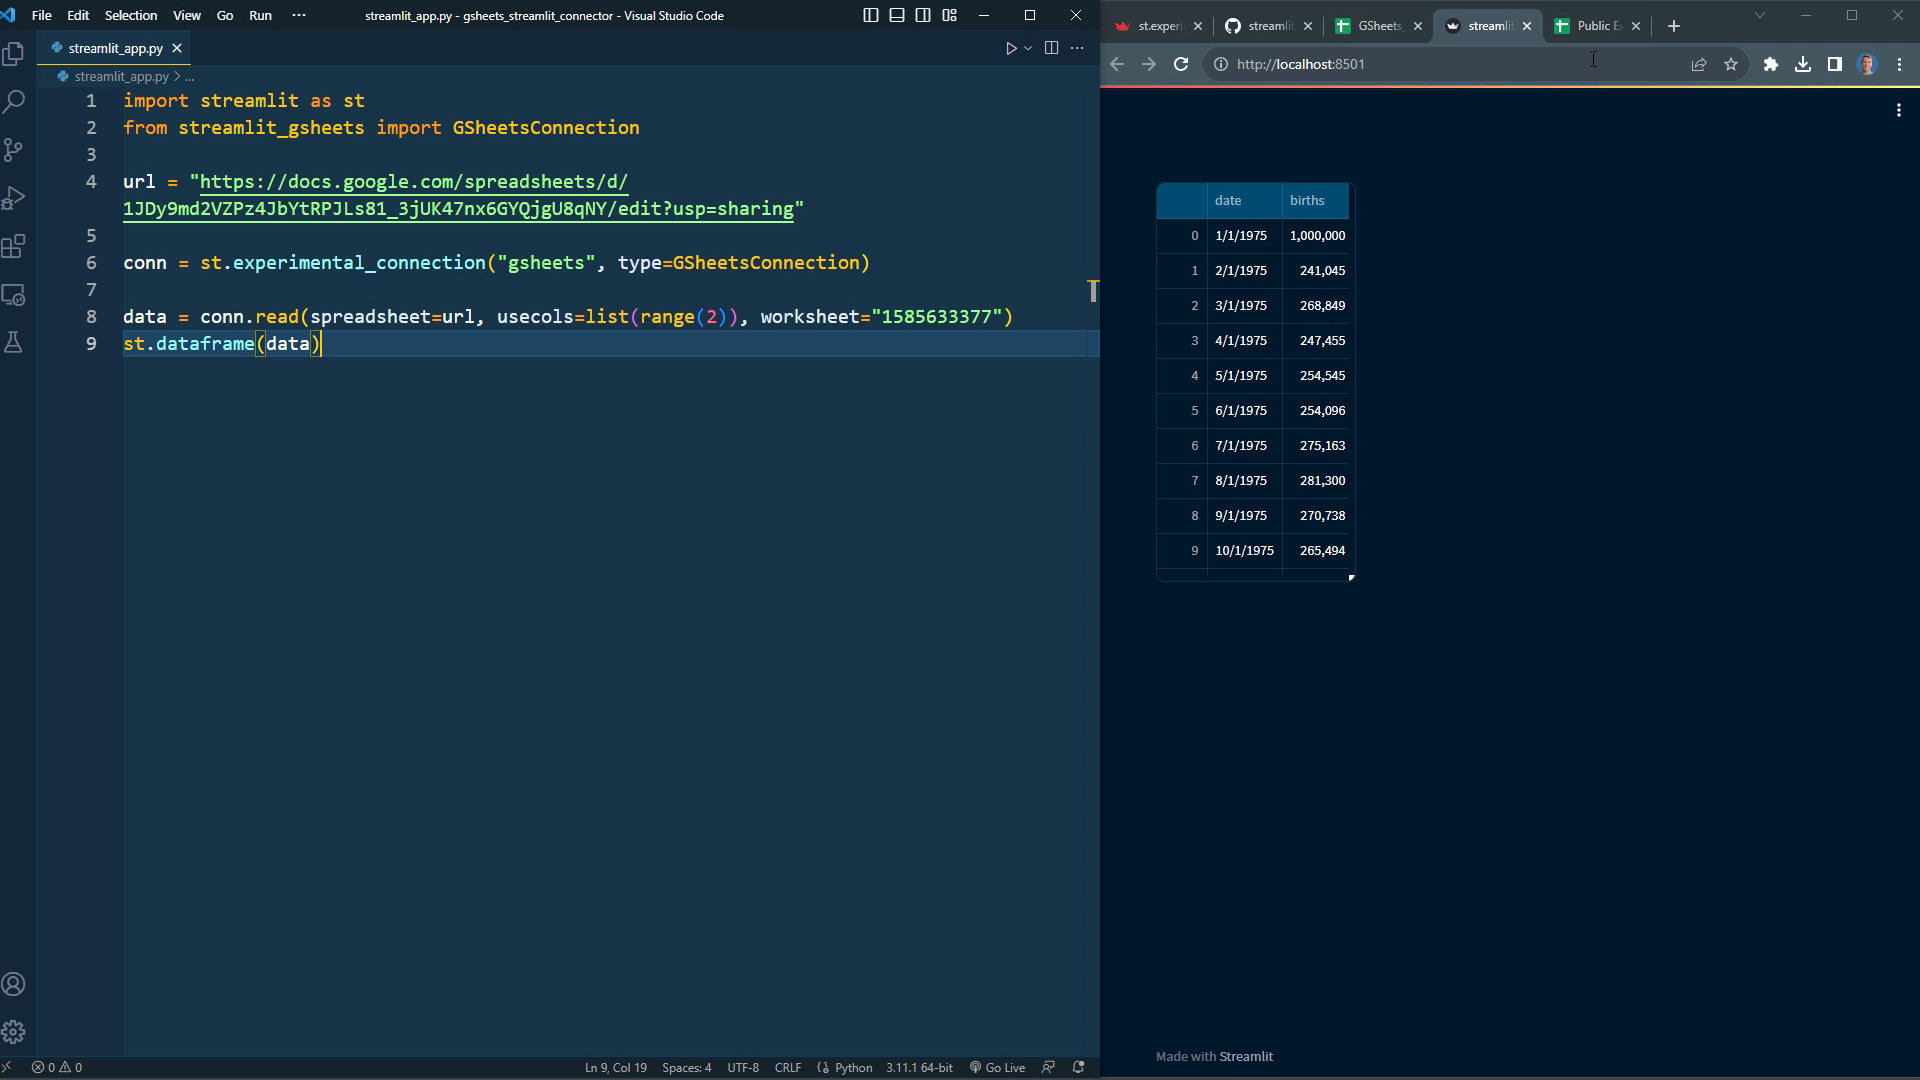 File Edit Selection View Go Run ···
streamlit_app.py - gsheets_streamlit_connector - Visual Studio Code
streamlit_app.py
streamlit_app.py > ...
1 import streamlit as st
2 from streamlit_gsheets import GSheetsConnection
3
4 url = "https://docs.google.com/spreadsheets/d/
1JDy9md2VZPz4JbYtRPJLs81_3jUK47nx6GYQjgU8qNY/edit?usp=sharing"
5
6 conn = st.experimental_connection("gsheets", type=GSheetsConnection)
7
8 data = conn.read(spreadsheet=url, usecols=list(range(2)), worksheet="1585633377")
9 st.dataframe(data)
0 0
Ln 9, Col 19 Spaces: 4 UTF-8 CRLF Python 3.11.1 64-bit Go Live
st.experi streamlit GSheets_ streamlit Public E
http://localhost:8501
date births
0 1/1/1975 1,000,000
1 2/1/1975 241,045
2 3/1/1975 268,849
3 4/1/1975 247,455
4 5/1/1975 254,545
5 6/1/1975 254,096
6 7/1/1975 275,163
7 8/1/1975 281,300
8 9/1/1975 270,738
9 10/1/1975 265,494
Made with Streamlit